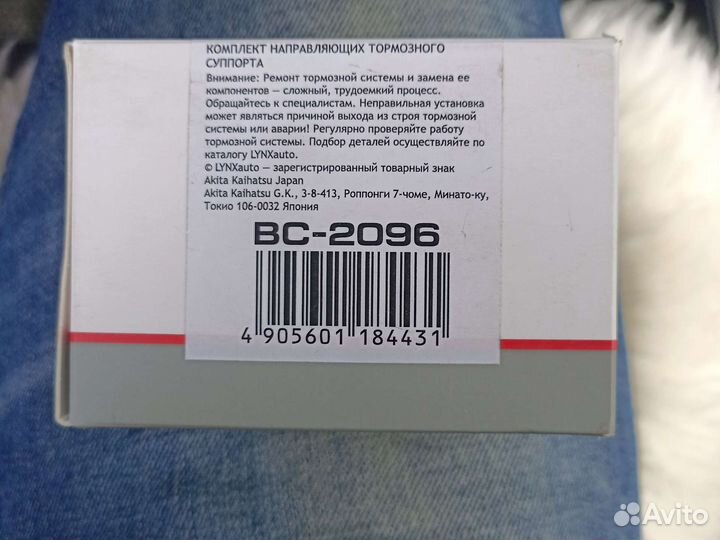 КОМПЛЕКТ НАПРАВЛЯЮЩИХ ТОРМОЗНОГО
СУППОРТА
Внимание: Ремонт тормозной системы и замена ее
компонентов – сложный, трудоемкий процесс.
Обращайтесь к специалистам. Неправильная установка
может являться причиной выхода из строя тормозной
системы или аварии! Регулярно проверяйте работу
тормозной системы. Подбор деталей осуществляйте по
каталогу LYNXauto.
© LYNXauto – зарегистрированный товарный знак
Akita Kaihatsu Japan
Akita Kaihatsu G.K., 3-8-413, Роппонги 7-чоме, Минато-ку,
Токио 106-0032 Япония
BC-2096
4 905601 184431
Avito